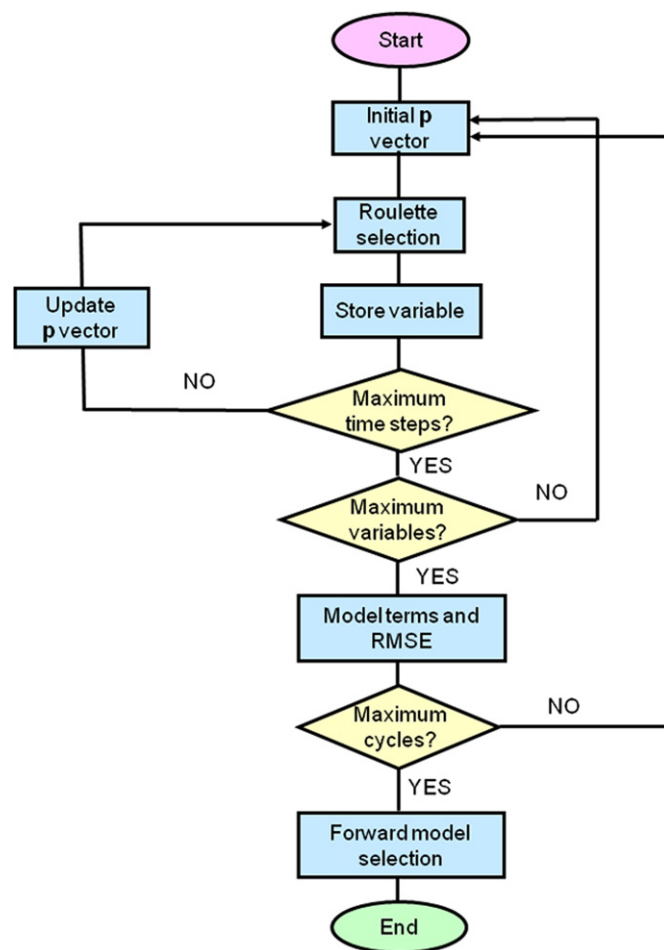 Start
Initial p
vector
Roulette
selection
Update
p vector
Store variable
NO
Maximum
time steps?
YES
NO
Maximum
variables?
YES
Model terms and
RMSE
NO
Maximum
cycles?
YES
Forward model
selection
End